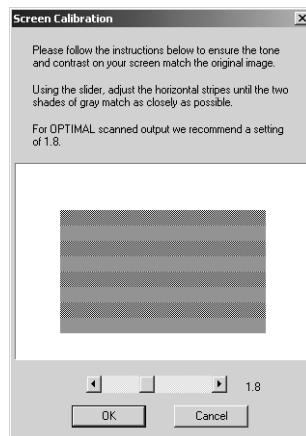 Screen Calibration
Please follow the instructions below to ensure the tone
and contrast on your screen match the original image.
Using the slider, adjust the horizontal stripes until the two
shades of gray match as closely as possible.
For OPTIMAL scanned output we recommend a setting
of 1.8.
1.8
OK
Cancel